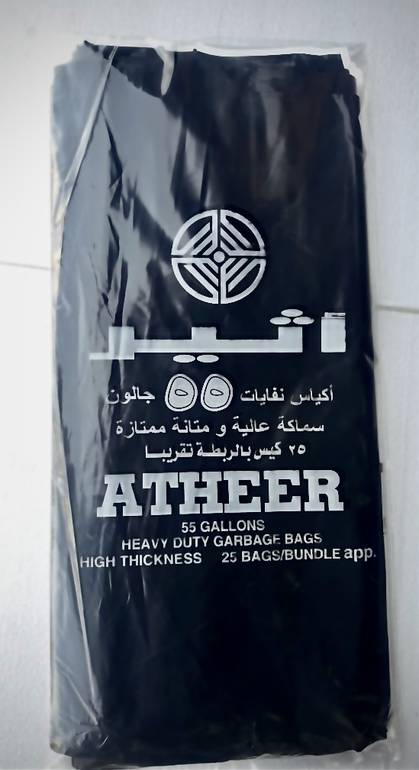 أثير
أكياس نفايات ٥٥ جالون
سماكة عالية و متانة ممتازة
٢٥ كيس بالربطة تقريبا
ATHEER
55 GALLONS
HEAVY DUTY GARBAGE BAGS
HIGH THICKNESS 25 BAGS/BUNDLE app.